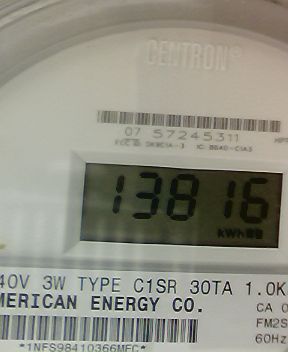 CENTRON®
07 57245311
13816
kWh
40V 3W TYPE C1SR 30TA 1.0K
MERICAN ENERGY CO.
CA 0
FM2S
60Hz
*1NFS98410366MFC*